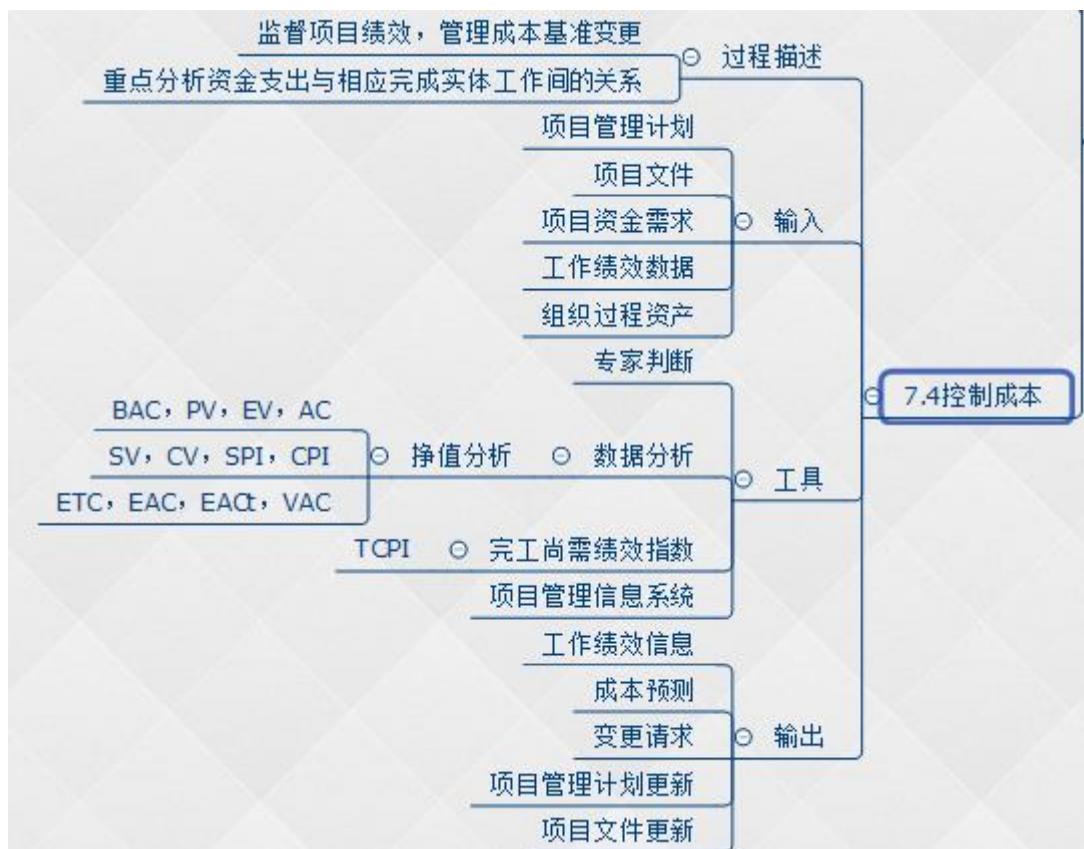 监督项目绩效，管理成本基准变更
过程描述
重点分析资金支出与相应完成实体工作间的关系
项目管理计划
项目文件
项目资金需求
输入
工作绩效数据
组织过程资产
专家判断
7.4控制成本
BAC，PV，EV，AC
SV，CV，SPI，CPI
挣值分析
数据分析
工具
ETC，EAC，EACt，VAC
TCPI
完工尚需绩效指数
项目管理信息系统
工作绩效信息
成本预测
变更请求
输出
项目管理计划更新
项目文件更新